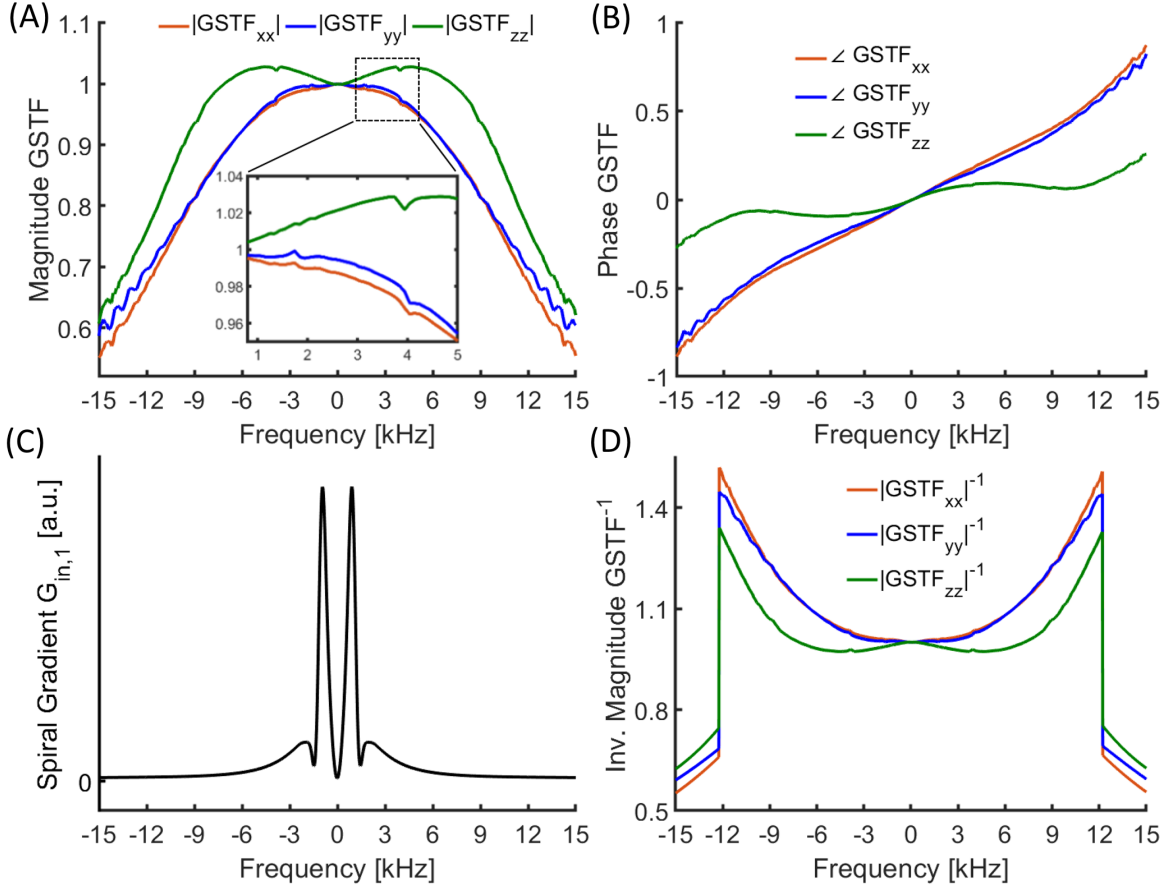 (A)
|GSTFxx| |GSTFyy| |GSTFzz|
Magnitude GSTF
1.1
1
0.9
0.8
0.7
0.6
1.04
1.02
1
0.98
0.96
1 2 3 4 5
-15 -12 -9 -6 -3 0 3 6 9 12 15
Frequency [kHz]
(B)
∠ GSTFxx
∠ GSTFyy
∠ GSTFzz
Phase GSTF
1
0.5
0
-0.5
-1
-15 -12 -9 -6 -3 0 3 6 9 12 15
Frequency [kHz]
(C)
Spiral Gradient Gin,1 [a.u.]
0
-15 -12 -9 -6 -3 0 3 6 9 12 15
Frequency [kHz]
(D)
|GSTFxx|-1
|GSTFyy|-1
|GSTFzz|-1
Inv. Magnitude GSTF-1
1.4
1.1
0.8
0.5
-15 -12 -9 -6 -3 0 3 6 9 12 15
Frequency [kHz]